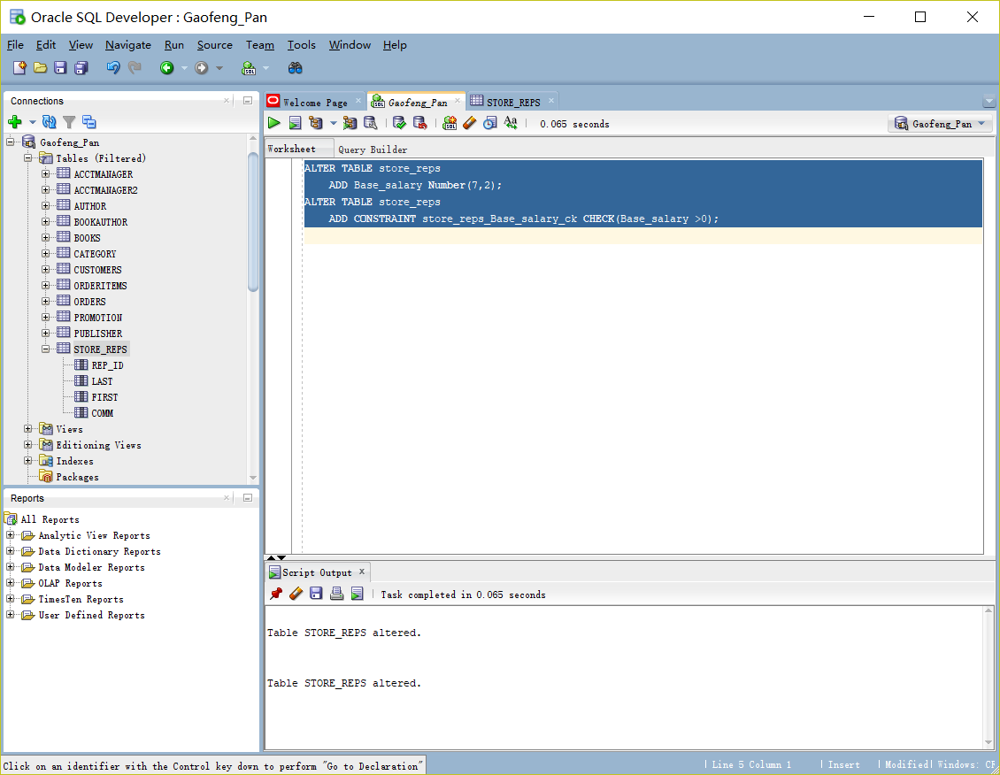 Oracle SQL Developer : Gaofeng_Pan
File Edit View Navigate Run Source Team Tools Window Help
Connections
Gaofeng_Pan
Tables (Filtered)
ACCTMANAGER
ACCTMANAGER2
AUTHOR
BOOKAUTHOR
BOOKS
CATEGORY
CUSTOMERS
ORDERITEMS
ORDERS
PROMOTION
PUBLISHER
STORE_REPS
REP_ID
LAST
FIRST
COMM
Views
Editioning Views
Indexes
Packages
Reports
All Reports
Analytic View Reports
Data Dictionary Reports
Data Modeler Reports
OLAP Reports
TimesTen Reports
User Defined Reports
Welcome Page Gaofeng_Pan STORE_REPS
0.065 seconds Gaofeng_Pan
Worksheet Query Builder
ALTER TABLE store_reps
ADD Base_salary Number(7,2);
ALTER TABLE store_reps
ADD CONSTRAINT store_reps_Base_salary_ck CHECK(Base_salary >0);
Script Output
Task completed in 0.065 seconds
Table STORE_REPS altered.
Table STORE_REPS altered.
Click on an identifier with the Control key down to perform "Go to Declaration"
Line 5 Column 1 | Insert | Modified | Windows: CR